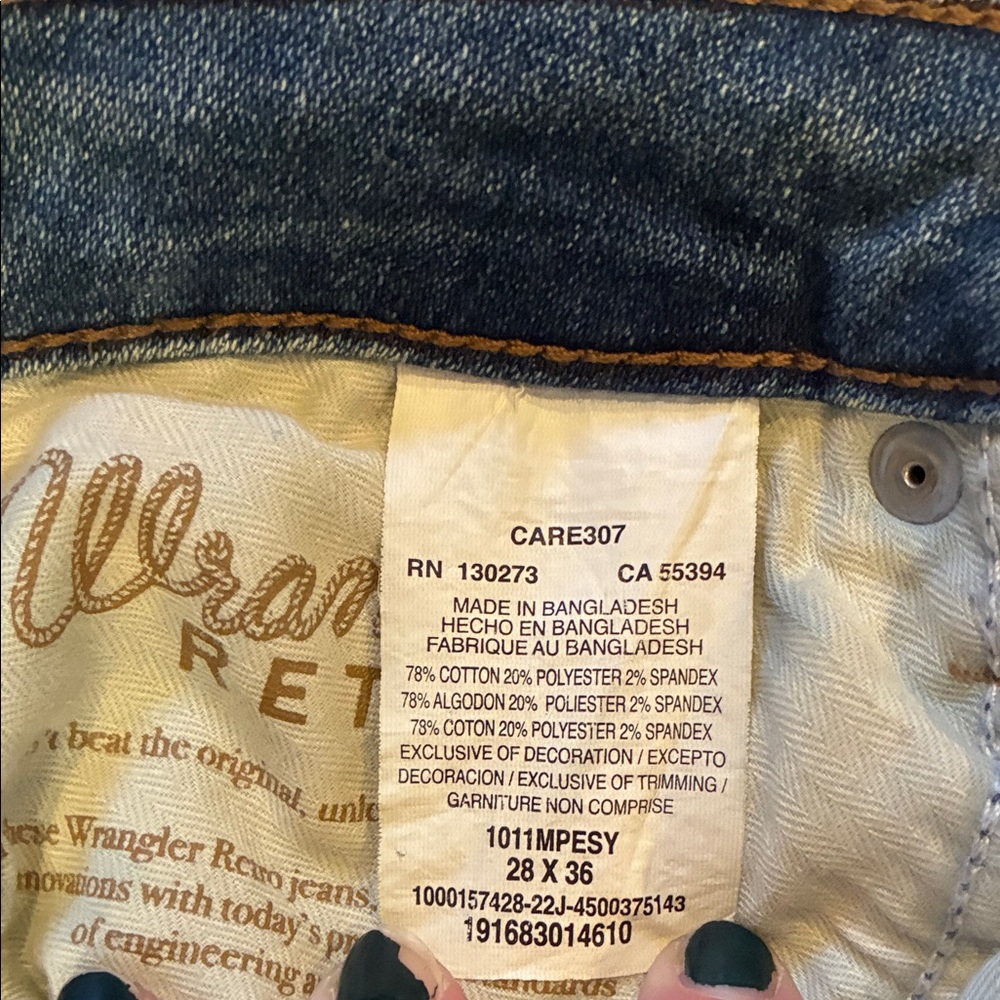 Wran
RET
beat the original, unl
Wrangler Retro jeans,
with today's
of engineering a
CARE307
RN 130273 CA 55394
MADE IN BANGLADESH
HECHO EN BANGLADESH
FABRIQUE AU BANGLADESH
78% COTTON 20% POLYESTER 2% SPANDEX
78% ALGODON 20% POLIESTER 2% SPANDEX
78% COTON 20% POLYESTER 2% SPANDEX
EXCLUSIVE OF DECORATION / EXCEPTO
DECORACION / EXCLUSIVE OF TRIMMING /
GARNITURE NON COMPRISE
1011MPESY
28 X 36
1000157428-22J-4500375143
191683014610